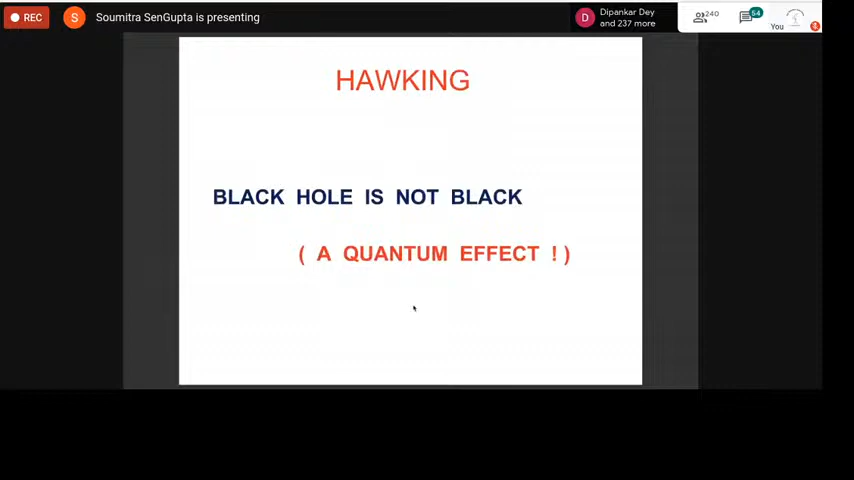 REC
S
Soumitra SenGupta is presenting
D
Dipankar Dey
and 237 more
240
54
You
HAWKING
BLACK HOLE IS NOT BLACK
( A QUANTUM EFFECT ! )